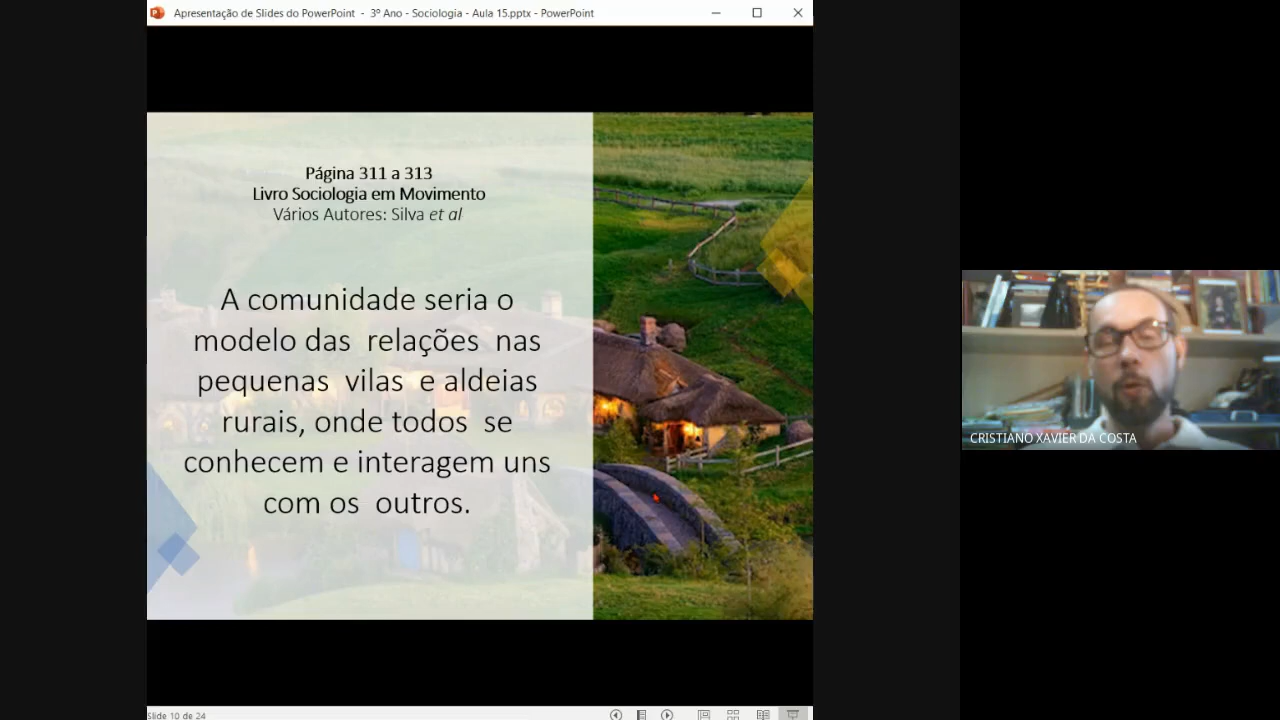 Apresentação de Slides do PowerPoint - 3º Ano - Sociologia - Aula 15.pptx - PowerPoint
Página 311 a 313
Livro Sociologia em Movimento
Vários Autores: Silva et al
A comunidade seria o
modelo das relações nas
pequenas vilas e aldeias
rurais, onde todos se
conhecem e interagem uns
com os outros.
CRISTIANO XAVIER DA COSTA
Slide 10 de 24